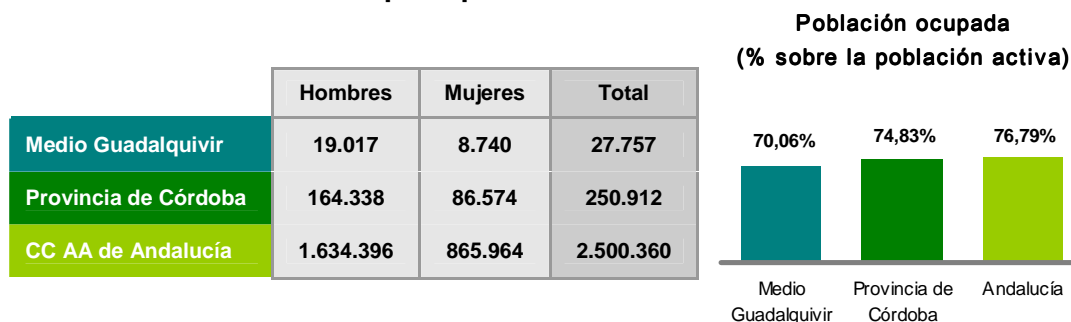 Población ocupada
(% sobre la población activa)
Hombres Mujeres Total
Medio Guadalquivir 19.017 8.740 27.757
Provincia de Córdoba 164.338 86.574 250.912
CC AA de Andalucía 1.634.396 865.964 2.500.360
70,06% 74,83% 76,79%
Medio Provincia de Andalucía
Guadalquivir Córdoba